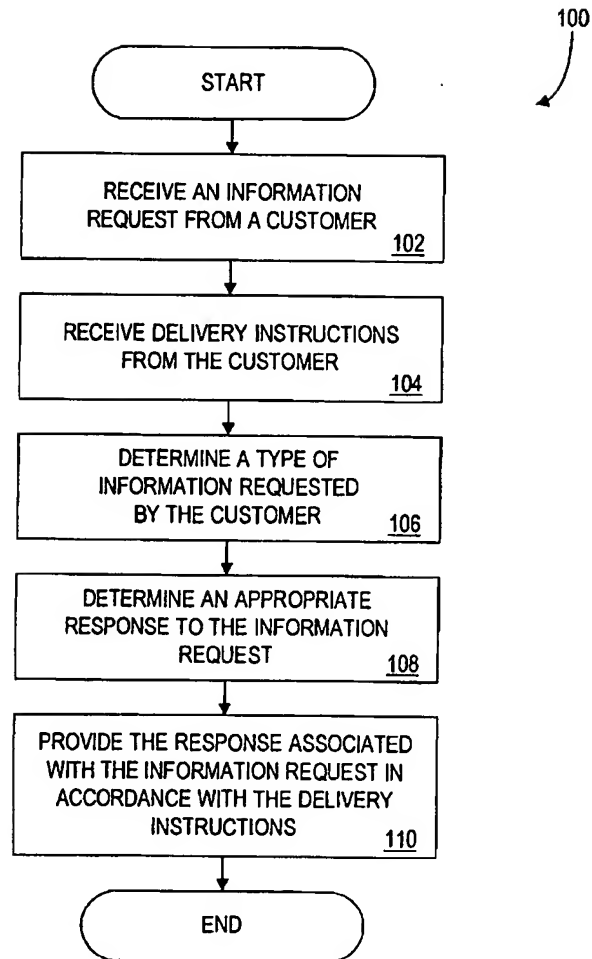 100
START
RECEIVE AN INFORMATION
REQUEST FROM A CUSTOMER
102
RECEIVE DELIVERY INSTRUCTIONS
FROM THE CUSTOMER
104
DETERMINE A TYPE OF
INFORMATION REQUESTED
BY THE CUSTOMER
106
DETERMINE AN APPROPRIATE
RESPONSE TO THE INFORMATION
REQUEST
108
PROVIDE THE RESPONSE ASSOCIATED
WITH THE INFORMATION REQUEST IN
ACCORDANCE WITH THE DELIVERY
INSTRUCTIONS
110
END